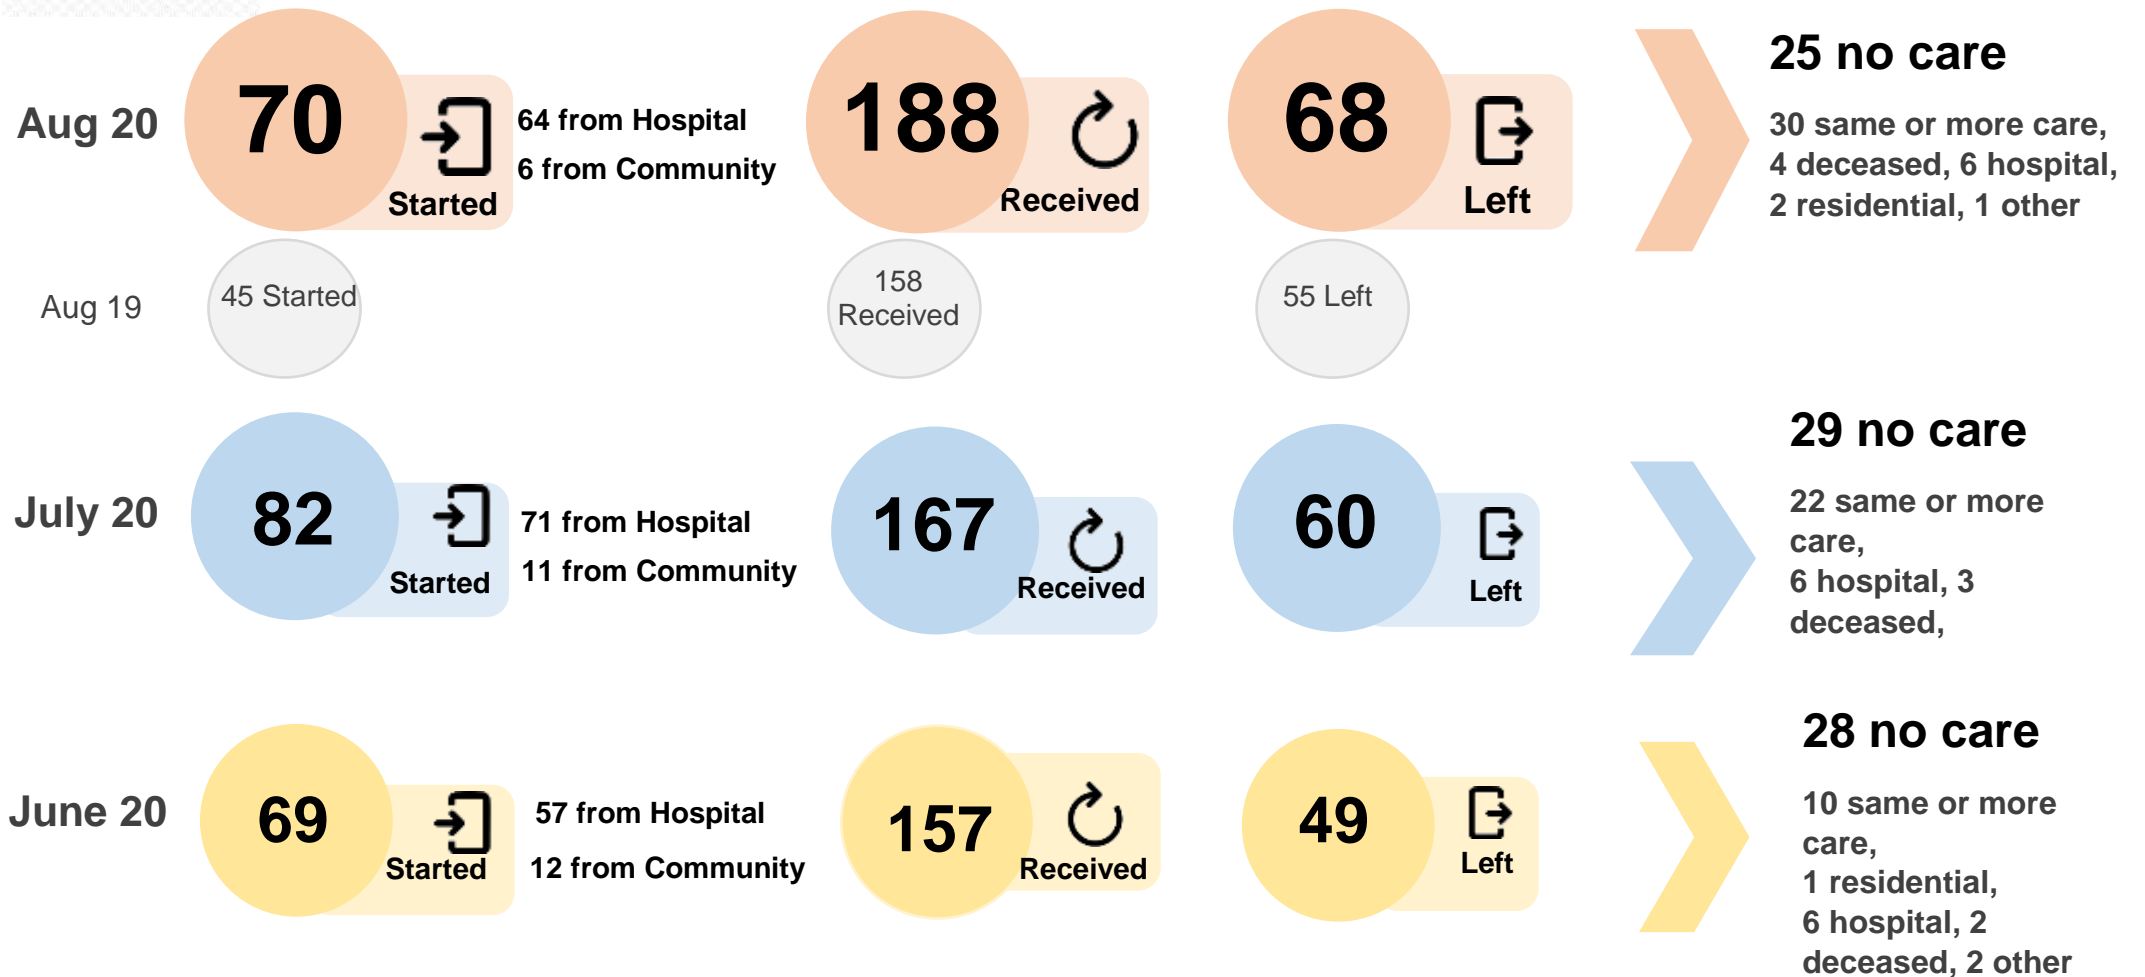 Aug 20
70
Started
64 from Hospital
6 from Community
188
Received
68
Left
25 no care
30 same or more care,
4 deceased, 6 hospital,
2 residential, 1 other
Aug 19
45 Started
158
Received
55 Left
July 20
82
Started
71 from Hospital
11 from Community
167
Received
60
Left
29 no care
22 same or more
care,
6 hospital, 3
deceased,
June 20
69
Started
57 from Hospital
12 from Community
157
Received
49
Left
28 no care
10 same or more
care,
1 residential,
6 hospital, 2
deceased, 2 other